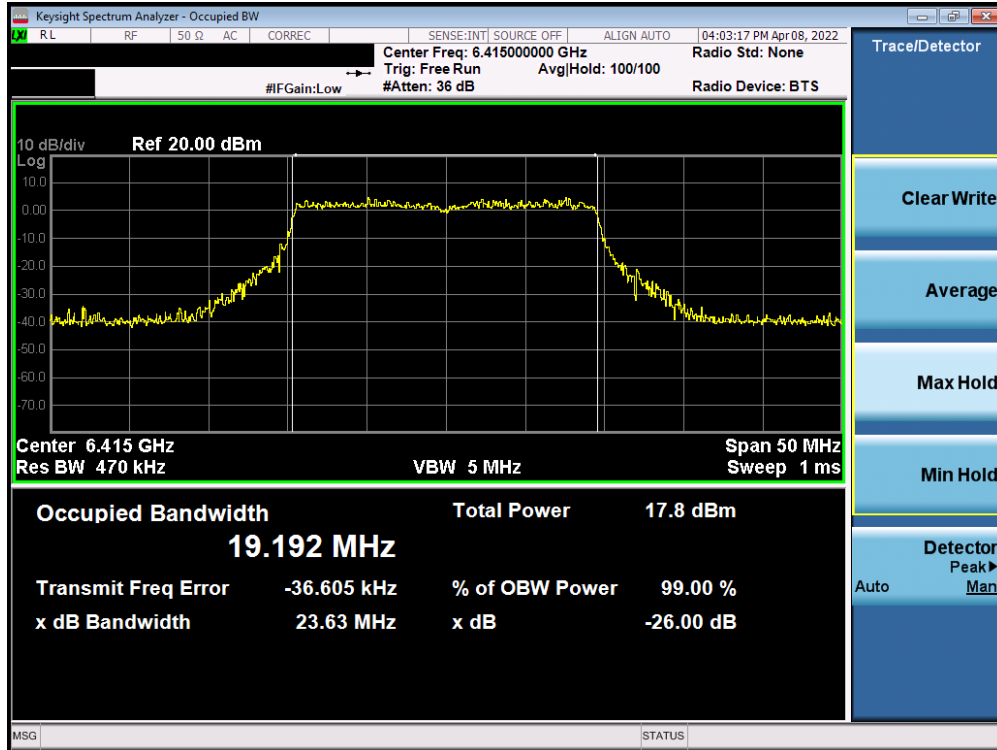 Keysight Spectrum Analyzer - Occupied BW
LXI RL RF 50 Ω AC CORREC SENSE:INT SOURCE OFF ALIGN AUTO 04:03:17 PM Apr 08, 2022
Center Freq: 6.415000000 GHz Radio Std: None
Trig: Free Run Avg|Hold: 100/100
#IFGain:Low #Atten: 36 dB Radio Device: BTS
Trace/Detector
10 dB/div Ref 20.00 dBm
Log
10.0
0.00
-10.0
-20.0
-30.0
-40.0
-50.0
-60.0
-70.0
Center 6.415 GHz Span 50 MHz
Res BW 470 kHz VBW 5 MHz Sweep 1 ms
Occupied Bandwidth Total Power 17.8 dBm
19.192 MHz
Transmit Freq Error -36.605 kHz % of OBW Power 99.00 %
x dB Bandwidth 23.63 MHz x dB -26.00 dB
Clear Write
Average
Max Hold
Min Hold
Detector
Peak▶
Auto Man
MSG STATUS